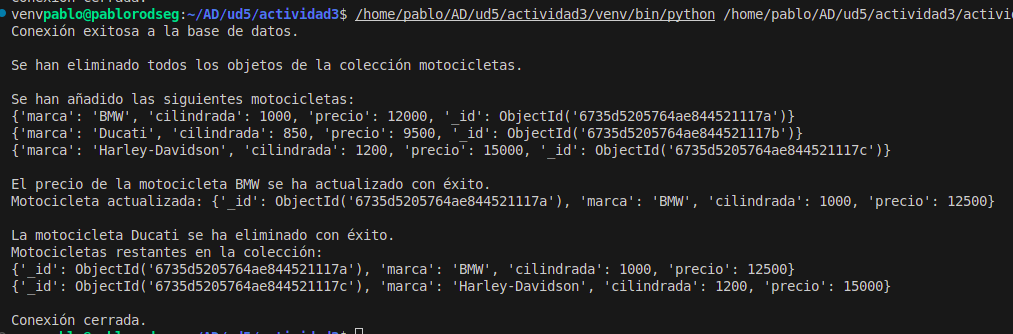 venvpablo@pablorodseg:~/AD/ud5/actividad3$ /home/pablo/AD/ud5/actividad3/venv/bin/python /home/pablo/AD/ud5/actividad3/activi
Conexión exitosa a la base de datos.
Se han eliminado todos los objetos de la colección motocicletas.
Se han añadido las siguientes motocicletas:
{'marca': 'BMW', 'cilindrada': 1000, 'precio': 12000, '_id': ObjectId('6735d5205764ae844521117a')}
{'marca': 'Ducati', 'cilindrada': 850, 'precio': 9500, '_id': ObjectId('6735d5205764ae844521117b')}
{'marca': 'Harley-Davidson', 'cilindrada': 1200, 'precio': 15000, '_id': ObjectId('6735d5205764ae844521117c')}
El precio de la motocicleta BMW se ha actualizado con éxito.
Motocicleta actualizada: {'_id': ObjectId('6735d5205764ae844521117a'), 'marca': 'BMW', 'cilindrada': 1000, 'precio': 12500}
La motocicleta Ducati se ha eliminado con éxito.
Motocicletas restantes en la colección:
{'_id': ObjectId('6735d5205764ae844521117a'), 'marca': 'BMW', 'cilindrada': 1000, 'precio': 12500}
{'_id': ObjectId('6735d5205764ae844521117c'), 'marca': 'Harley-Davidson', 'cilindrada': 1200, 'precio': 15000}
Conexión cerrada.